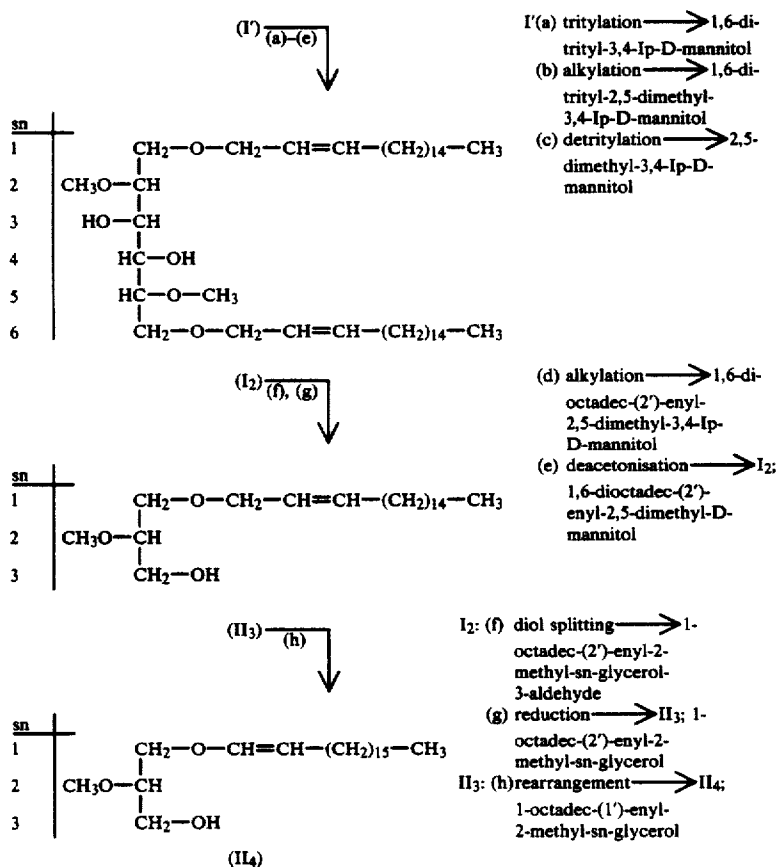 (I')
(a)–(e)
I'(a) tritylation → 1,6-di-
trityl-3,4-Ip-D-mannitol
(b) alkylation → 1,6-di-
trityl-2,5-dimethyl-
3,4-Ip-D-mannitol
(c) detritylation → 2,5-
dimethyl-3,4-Ip-D-
mannitol
sn
1 CH₂—O—CH₂—CH=CH—(CH₂)₁₄—CH₃
2 CH₃O—CH
3 HO—CH
4 HC—OH
5 HC—O—CH₃
6 CH₂—O—CH₂—CH=CH—(CH₂)₁₄—CH₃
(I₂)
(f), (g)
(d) alkylation → 1,6-di-
octadec-(2')-enyl-
2,5-dimethyl-3,4-Ip-
D-mannitol
(e) deacetonisation → I₂;
1,6-dioctadec-(2')-
enyl-2,5-dimethyl-D-
mannitol
sn
1 CH₂—O—CH₂—CH=CH—(CH₂)₁₄—CH₃
2 CH₃O—CH
3 CH₂—OH
(II₃)
(h)
I₂: (f) diol splitting → 1-
octadec-(2')-enyl-2-
methyl-sn-glycerol-
3-aldehyde
(g) reduction → II₃; 1-
octadec-(2')-enyl-2-
methyl-sn-glycerol
II₃: (h)rearrangement → II₄;
1-octadec-(1')-enyl-
2-methyl-sn-glycerol
sn
1 CH₂—O—CH=CH—(CH₂)₁₅—CH₃
2 CH₃O—CH
3 CH₂—OH
(II₄)